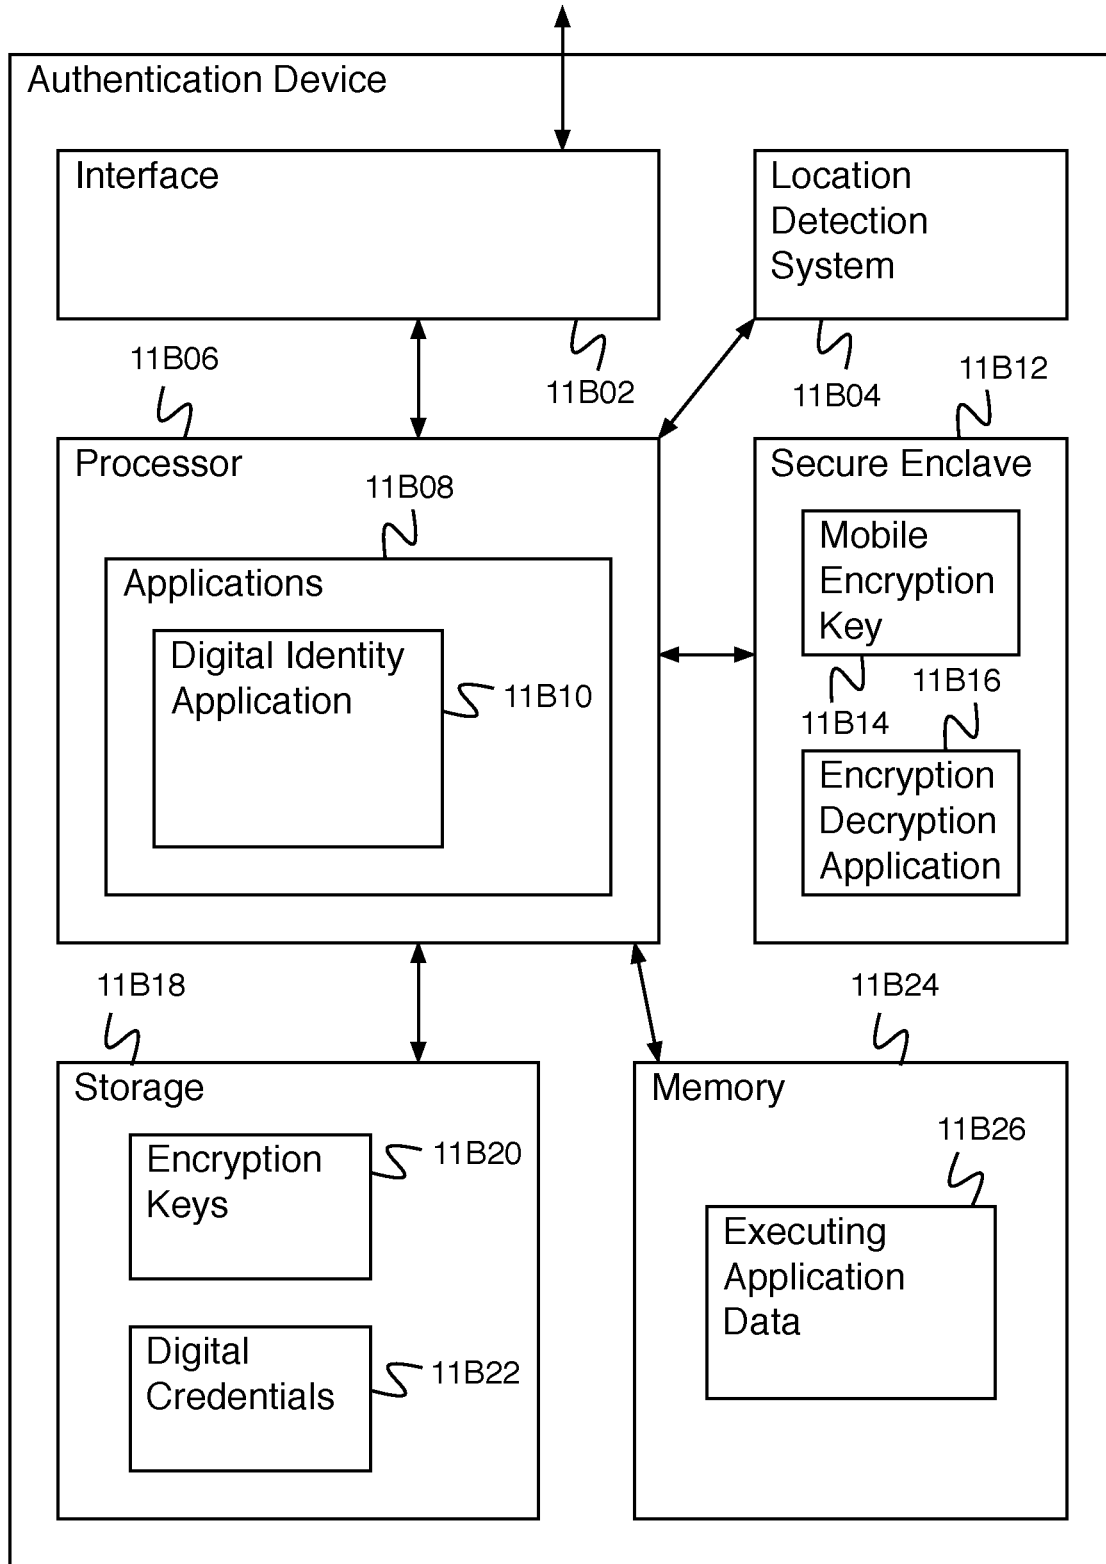 Authentication Device
Interface
Location
Detection
System
11B06
11B02
11B04
11B12
Processor
11B08
Applications
Digital Identity
Application
11B10
Secure Enclave
Mobile
Encryption
Key
11B14
11B16
Encryption
Decryption
Application
11B18
Storage
Encryption
Keys
11B20
Digital
Credentials
11B22
11B24
Memory
11B26
Executing
Application
Data